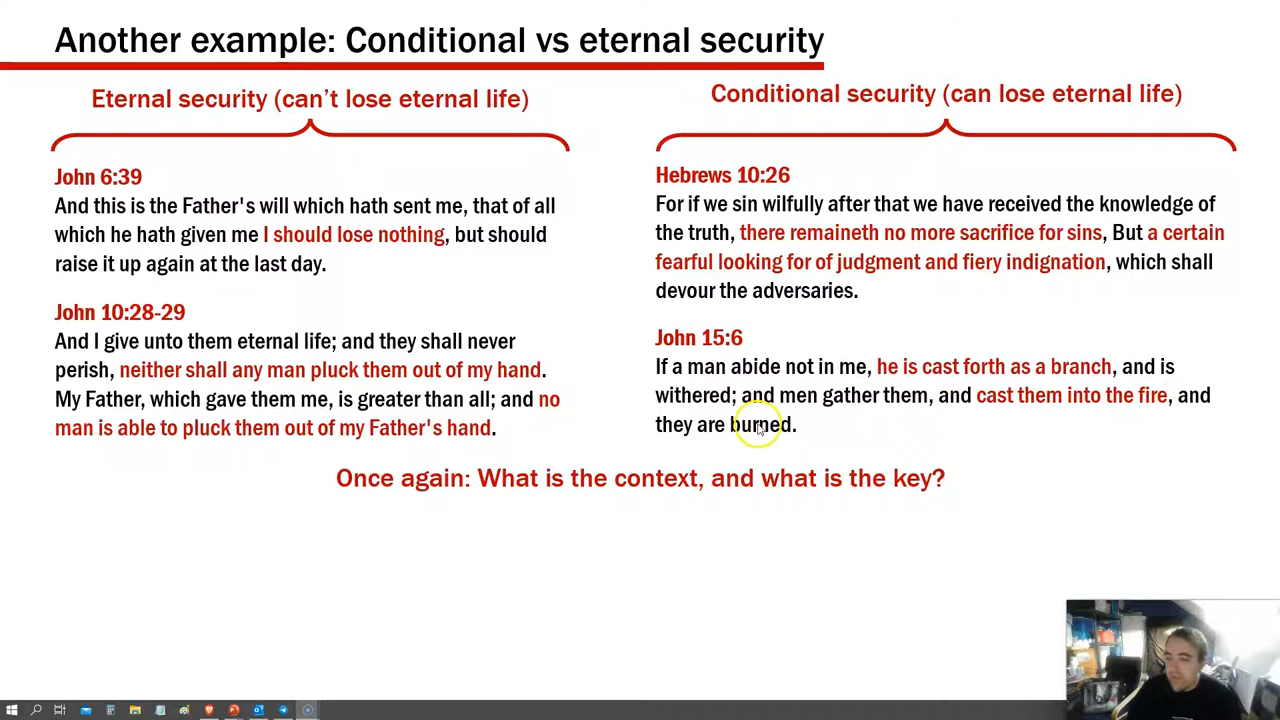 Another example: Conditional vs eternal security
Eternal security (can't lose eternal life)
John 6:39
And this is the Father's will which hath sent me, that of all
which he hath given me I should lose nothing, but should
raise it up again at the last day.
John 10:28-29
And I give unto them eternal life; and they shall never
perish, neither shall any man pluck them out of my hand.
My Father, which gave them me, is greater than all; and no
man is able to pluck them out of my Father's hand.
Conditional security (can lose eternal life)
Hebrews 10:26
For if we sin wilfully after that we have received the knowledge of
the truth, there remaineth no more sacrifice for sins, But a certain
fearful looking for of judgment and fiery indignation, which shall
devour the adversaries.
John 15:6
If a man abide not in me, he is cast forth as a branch, and is
withered; and men gather them, and cast them into the fire, and
they are burned.
Once again: What is the context, and what is the key?